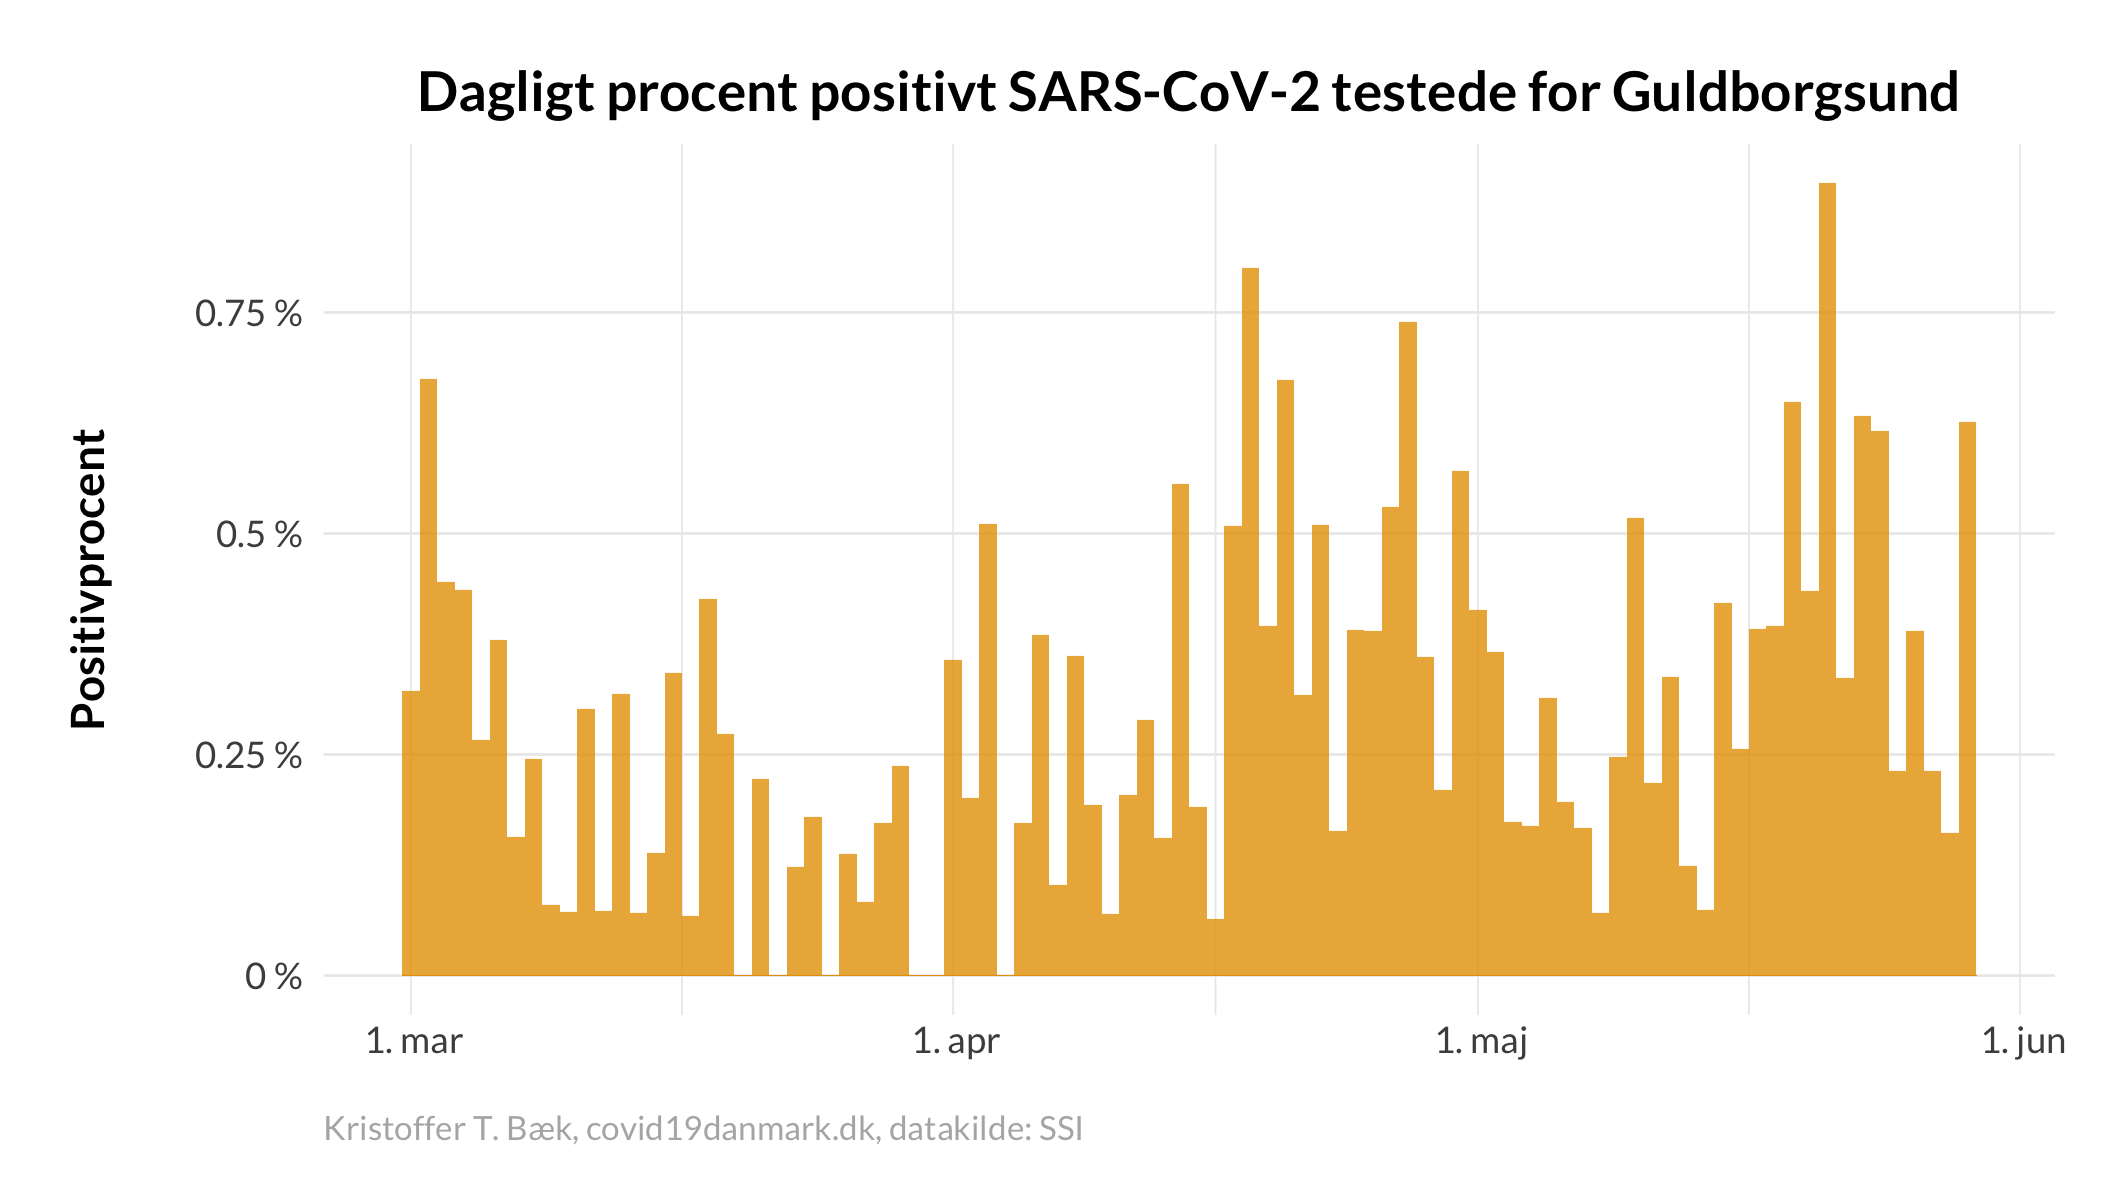 Dagligt procent positivt SARS-CoV-2 testede for Guldborgsund
Positivprocent
0.75 %
0.5 %
0.25 %
0 %
1. mar
1. apr
1. maj
1. jun
Kristoffer T. Bæk, covid19danmark.dk, datakilde: SSI